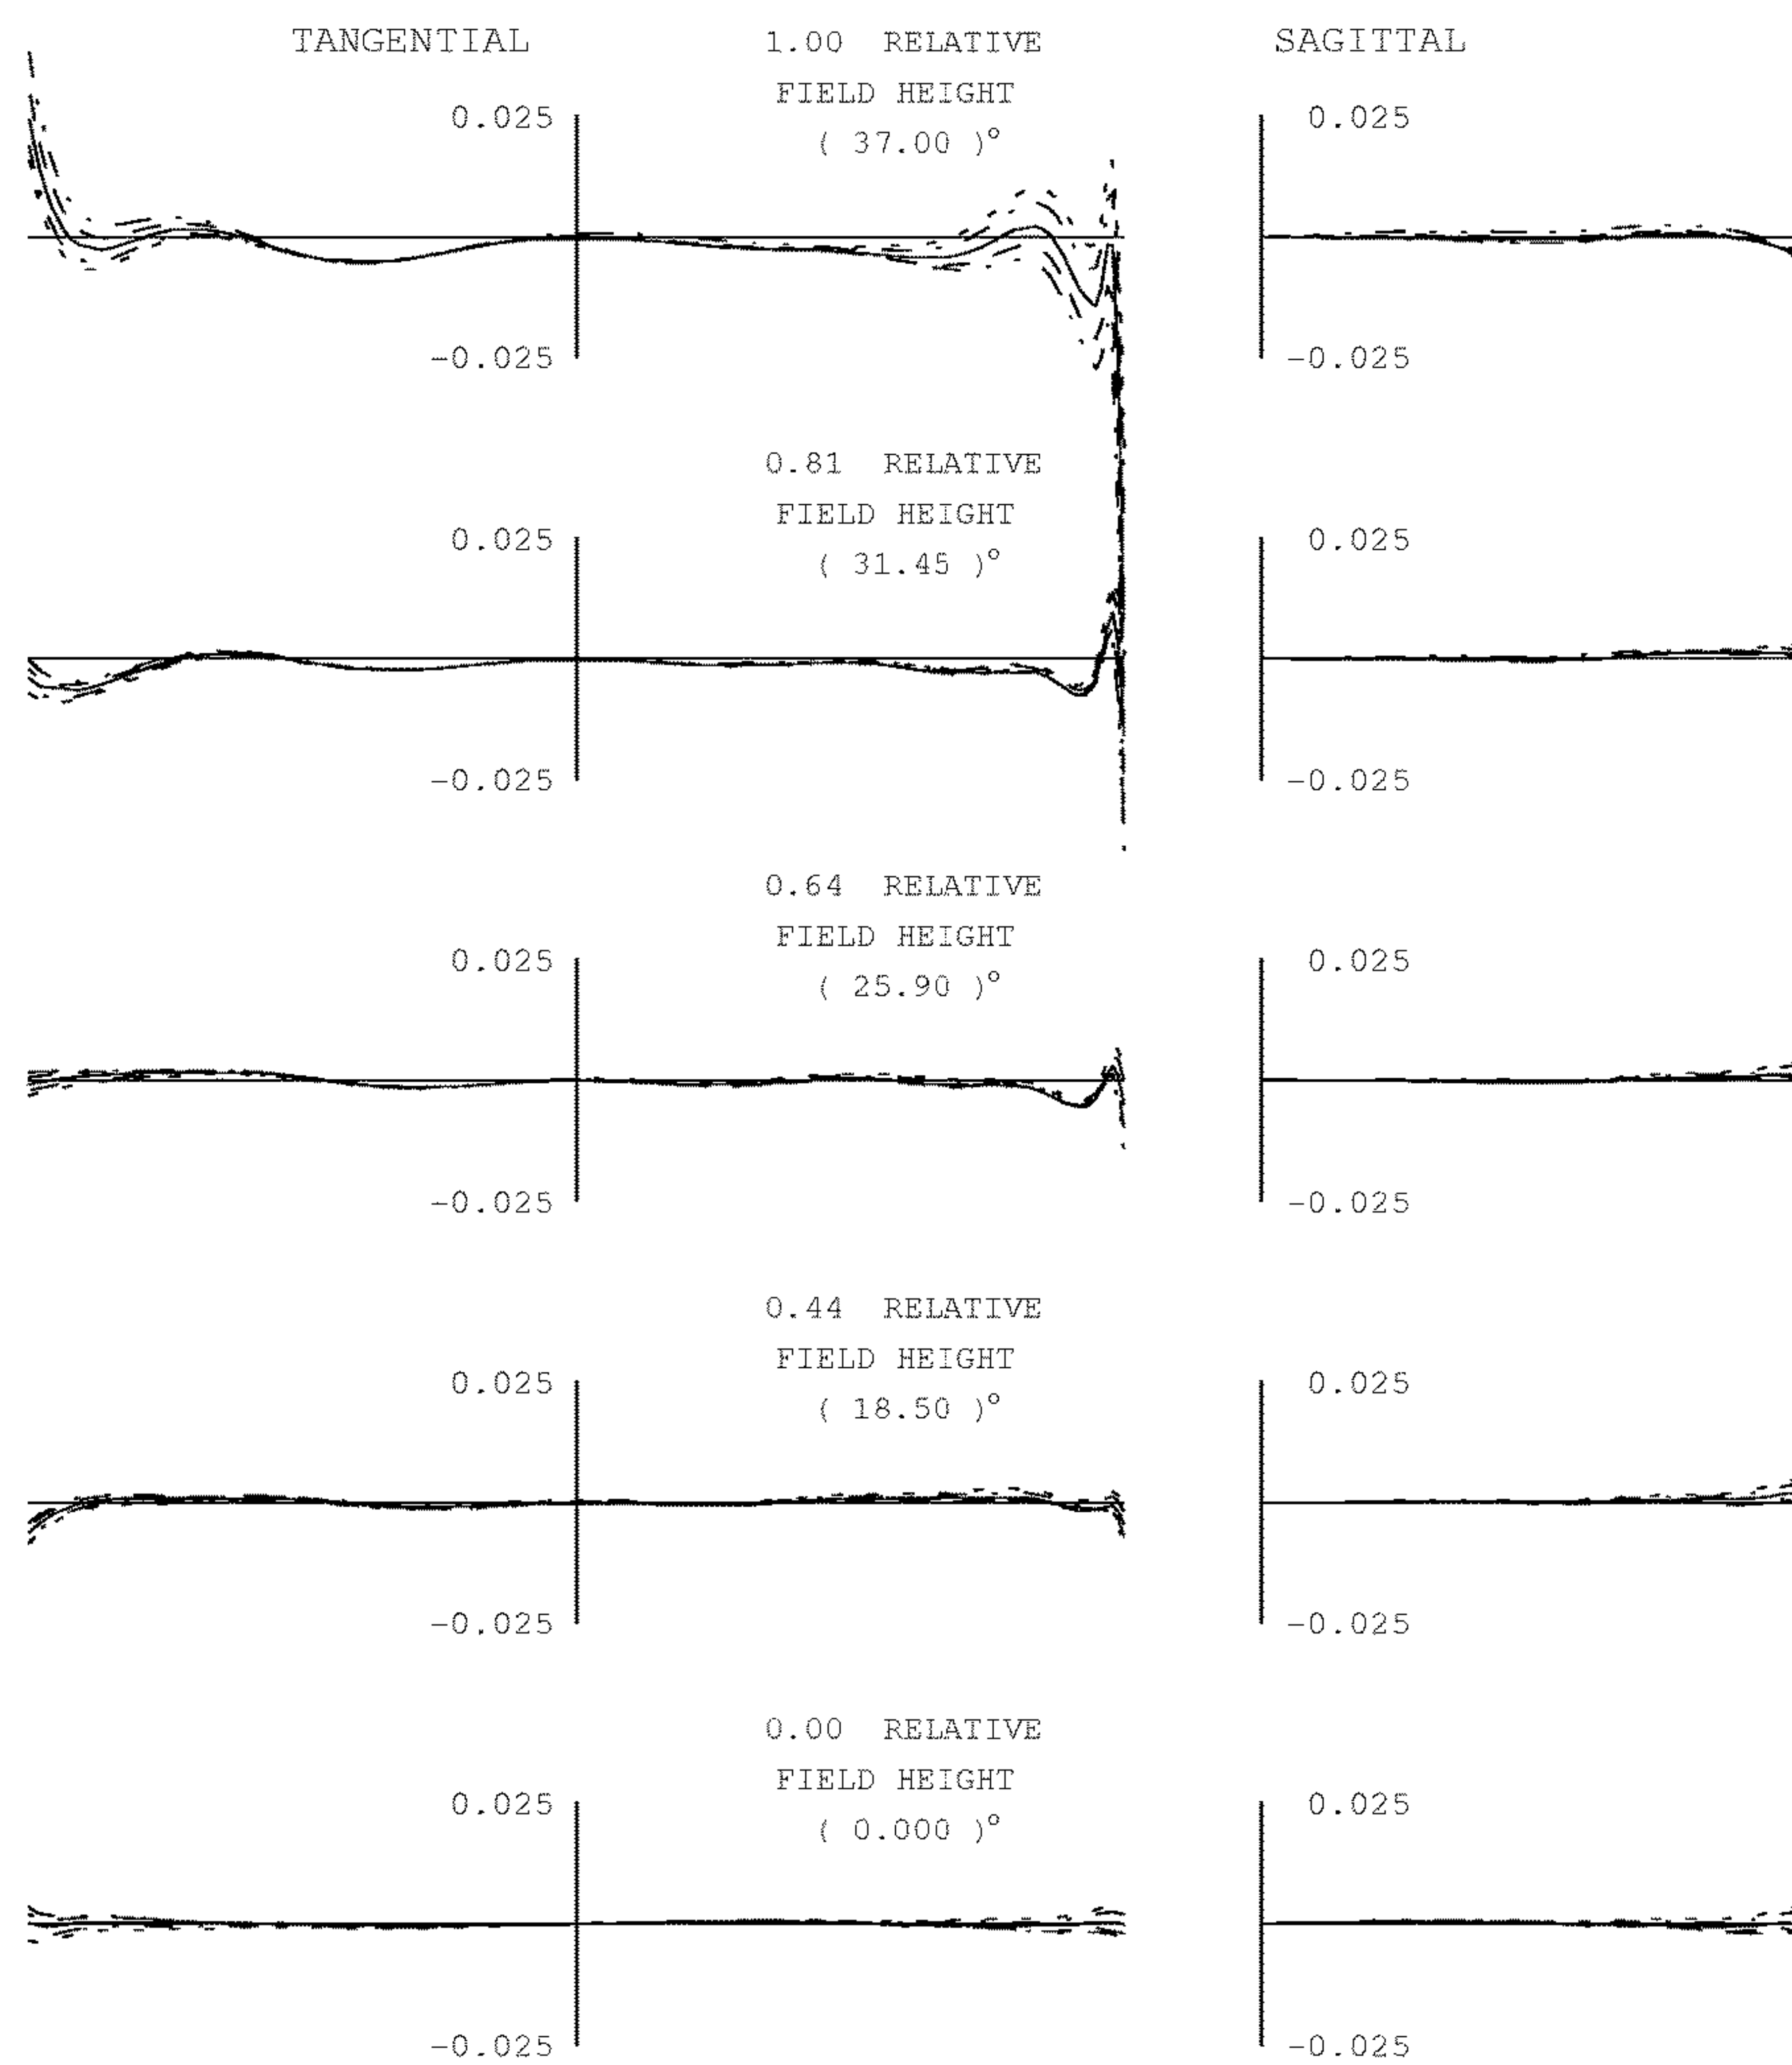 TANGENTIAL 1.00 RELATIVE SAGITTAL
FIELD HEIGHT
0.025 0.025
( 37.00 )°
-0.025 -0.025
0.81 RELATIVE
FIELD HEIGHT
0.025 0.025
( 31.45 )°
-0.025 -0.025
0.64 RELATIVE
FIELD HEIGHT
0.025 0.025
( 25.90 )°
-0.025 -0.025
0.44 RELATIVE
FIELD HEIGHT
0.025 0.025
( 18.50 )°
-0.025 -0.025
0.00 RELATIVE
FIELD HEIGHT
0.025 0.025
( 0.000 )°
-0.025 -0.025